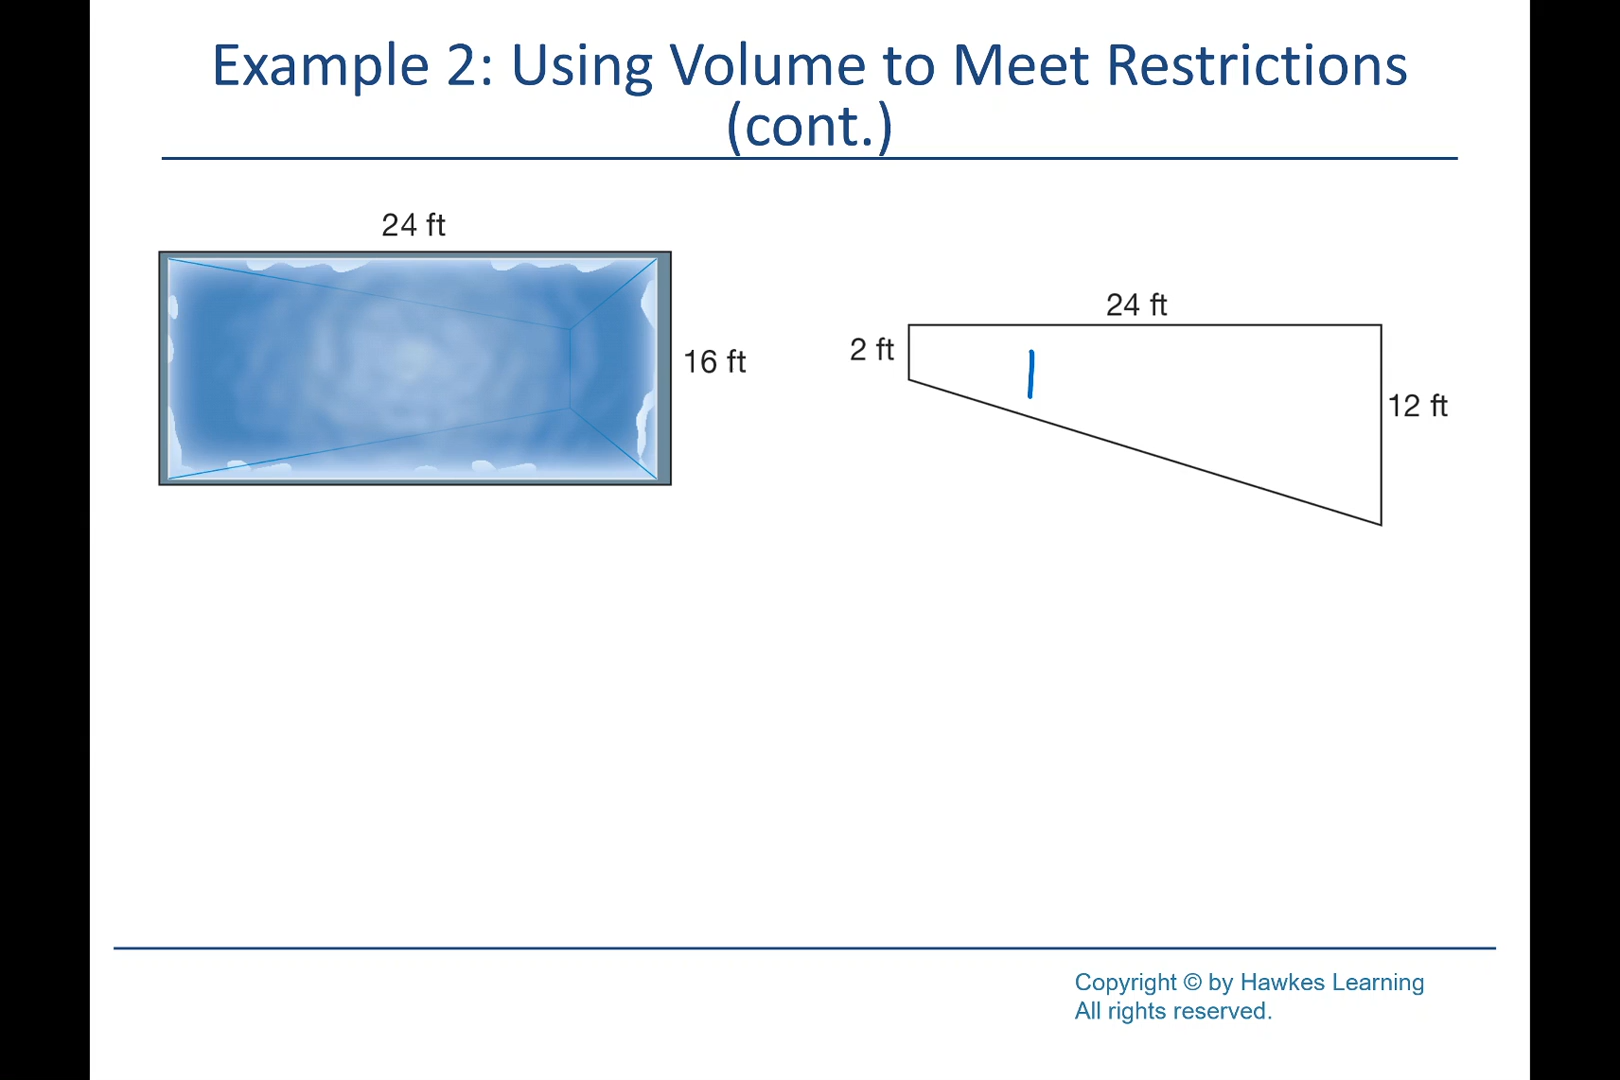 Example 2: Using Volume to Meet Restrictions
(cont.)
24 ft
16 ft
24 ft
2 ft
12 ft
Copyright © by Hawkes Learning
All rights reserved.